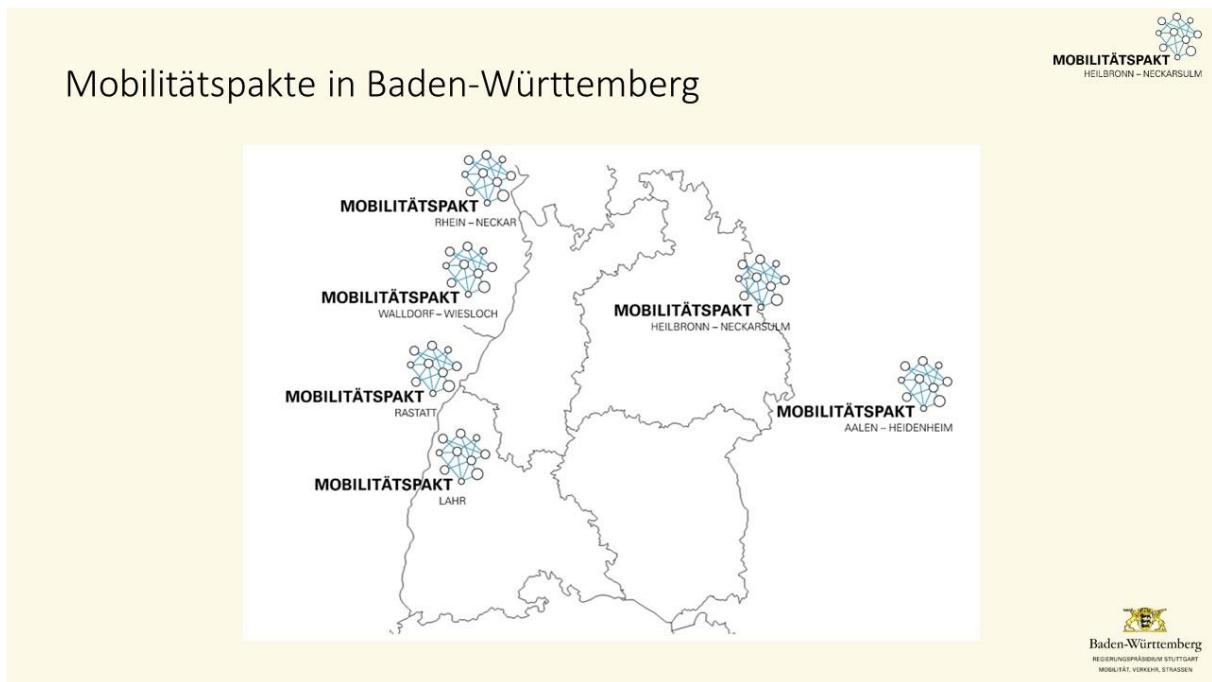 Mobilitätspakte in Baden-Württemberg
MOBILITÄTSPAKT
HEILBRONN – NECKARSULM
MOBILITÄTSPAKT
RHEIN – NECKAR
MOBILITÄTSPAKT
WALLDORF – WIESLOCH
MOBILITÄTSPAKT
HEILBRONN – NECKARSULM
MOBILITÄTSPAKT
RASTATT
MOBILITÄTSPAKT
AALEN – HEIDENHEIM
MOBILITÄTSPAKT
LAHR
Baden-Württemberg
REGIERUNGSPRÄSIDIUM STUTTGART
MOBILITÄT, VERKEHR, STRASSEN